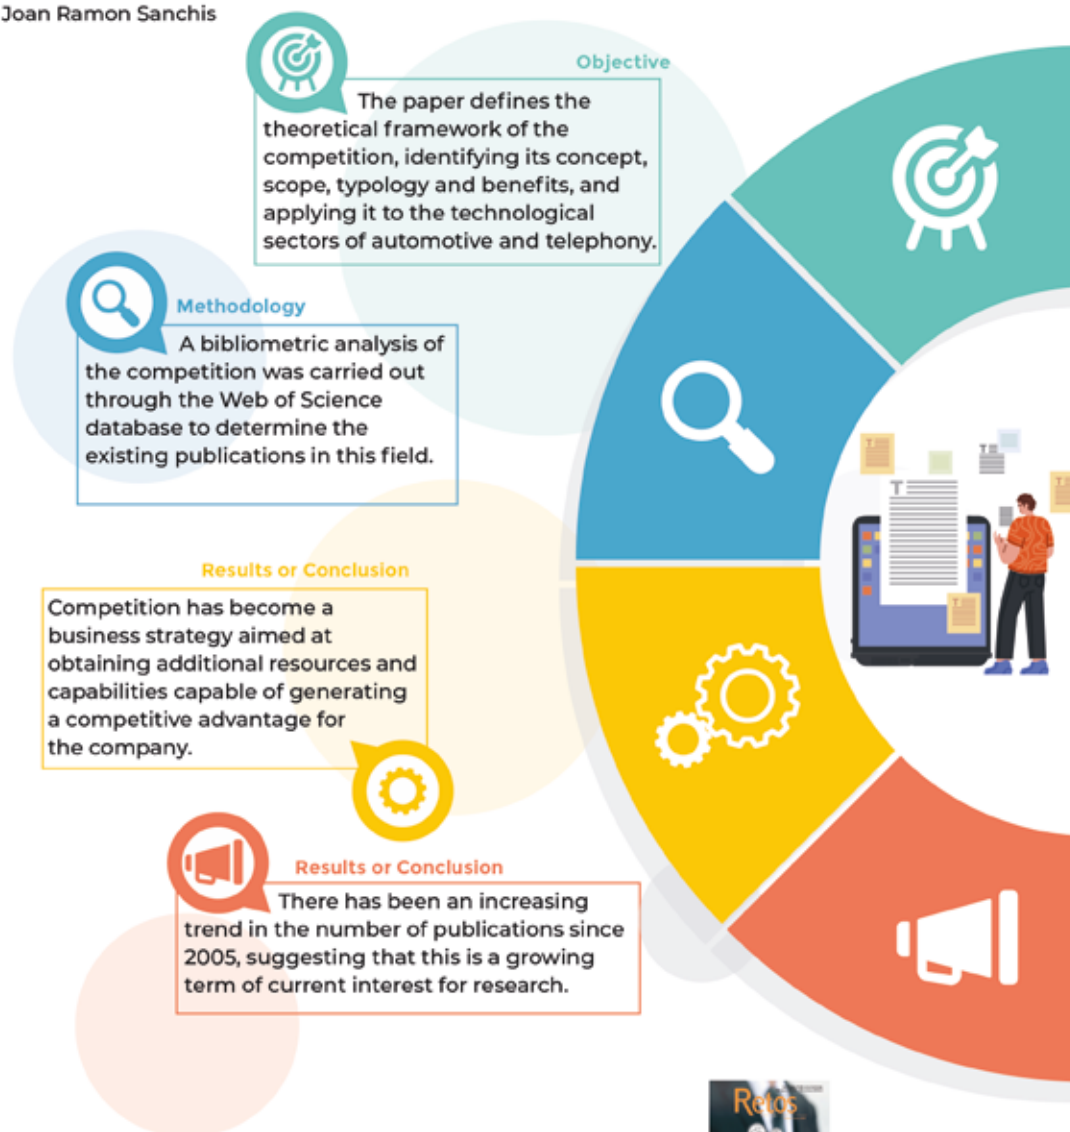 Joan Ramon Sanchis
Objective
The paper defines the
theoretical framework of the
competition, identifying its concept,
scope, typology and benefits, and
applying it to the technological
sectors of automotive and telephony.
Methodology
A bibliometric analysis of
the competition was carried out
through the Web of Science
database to determine the
existing publications in this field.
Results or Conclusion
Competition has become a
business strategy aimed at
obtaining additional resources and
capabilities capable of generating
a competitive advantage for
the company.
Results or Conclusion
There has been an increasing
trend in the number of publications since
2005, suggesting that this is a growing
term of current interest for research.
T
T
T
T
T
Retos